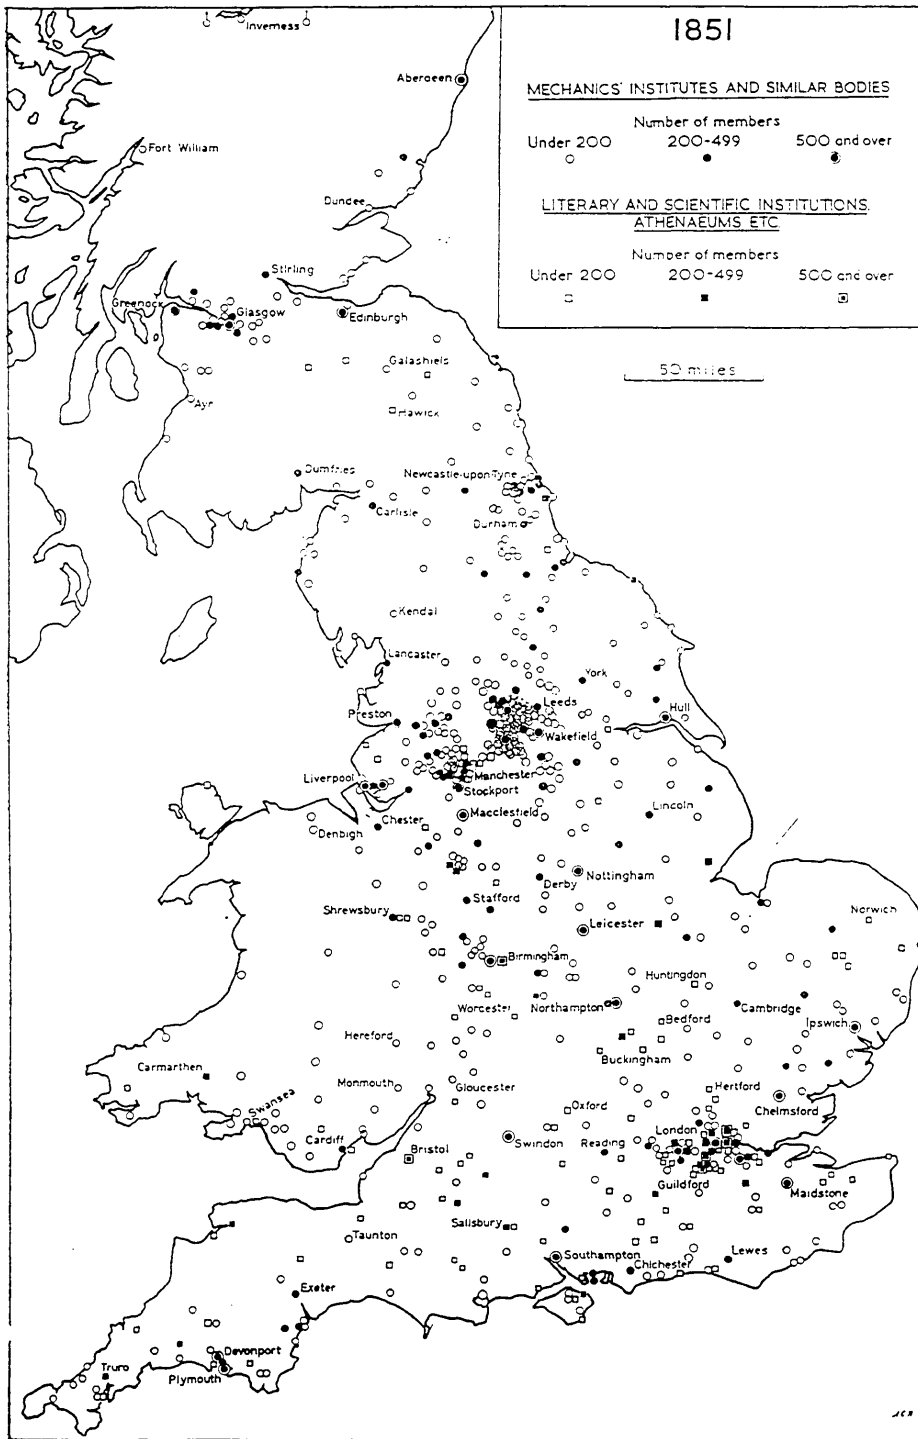 1851
MECHANICS' INSTITUTES AND SIMILAR BODIES
Number of members
Under 200 200-499 500 and over
LITERARY AND SCIENTIFIC INSTITUTIONS,
ATHENAEUMS ETC
Number of members
Under 200 200-499 500 and over
50 miles
Inverness
Aberdeen
Fort William
Dundee
Stirling
Greenock
Glasgow
Edinburgh
Galashiels
Ayr
Hawick
Dumfries
Newcastle-upon-Tyne
Carlisle
Durham
Kendal
Lancaster
York
Preston
Leeds
Hull
Wakefield
Liverpool
Manchester
Stockport
Lincoln
Macclesfield
Chester
Denbigh
Nottingham
Derby
Stafford
Norwich
Shrewsbury
Leicester
Birmingham
Huntingdon
Worcester
Northampton
Cambridge
Bedford
Ipswich
Hereford
Buckingham
Carmarthen
Monmouth
Gloucester
Hertford
Swansea
Oxford
Chelmsford
London
Cardiff
Swindon
Reading
Bristol
Guildford
Maidstone
Salisbury
Taunton
Southampton
Chichester
Lewes
Exeter
Devonport
Truro
Plymouth